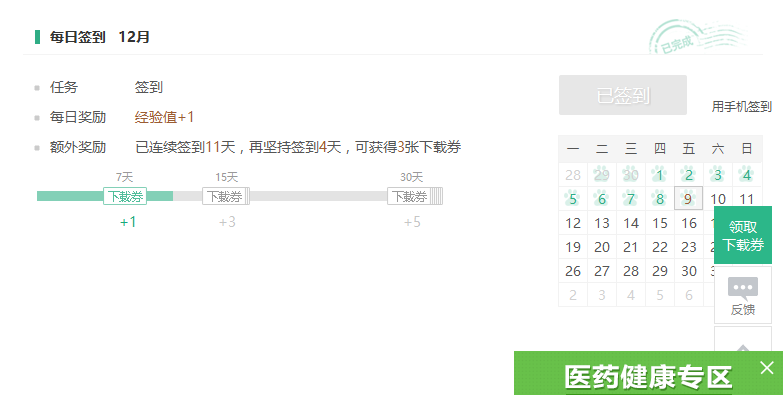 每日签到 12月
已完成
任务 签到
每日奖励 经验值+1
额外奖励 已连续签到11天，再坚持签到4天，可获得3张下载券
7天 15天 30天
下载券 下载券 下载券
+1 +3 +5
已签到
用手机签到
一 二 三 四 五 六 日
28 29 30 1 2 3 4
5 6 7 8 9 10 11
12 13 14 15 16
19 20 21 22 23
26 27 28 29 30
2 3 4 5 6
领取
下载券
反馈
医药健康专区